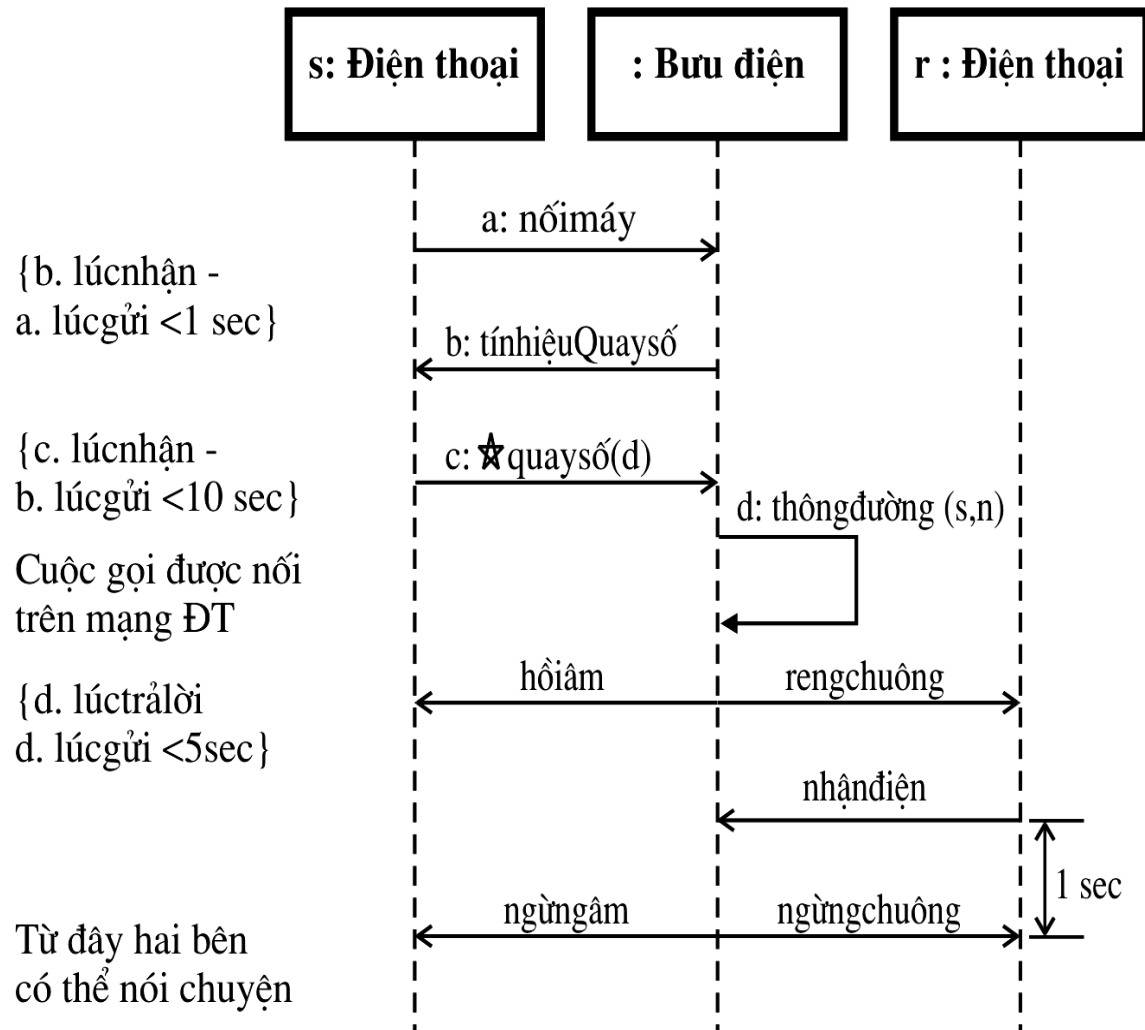 s: Điện thoại
: Bưu điện
r : Điện thoại
a: nốimáy
{b. lúcnhận -
a. lúcgửi <1 sec}
b: tínhiệuQuaysố
{c. lúcnhận -
b. lúcgửi <10 sec}
c: ☆quaysố(d)
d: thôngđường (s,n)
Cuộc gọi được nối
trên mạng ĐT
hồiâm
rengchuông
{d. lúctrảlời
d. lúcgửi <5sec}
nhậnđiện
1 sec
ngừngâm
ngừngchuông
Từ đây hai bên
có thể nói chuyện